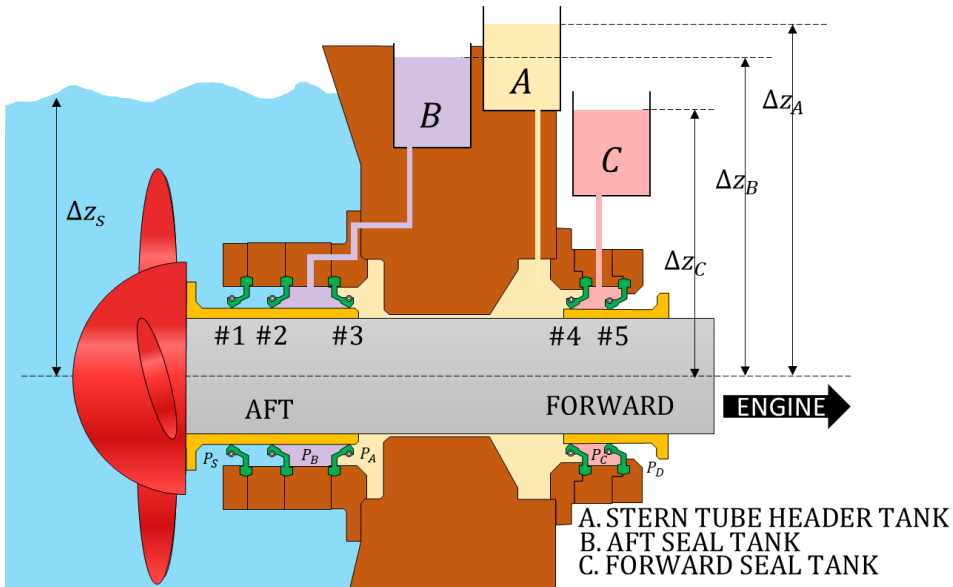 A
B
C
Δz_A
Δz_B
Δz_s
Δz_C
#1 #2 #3 #4 #5
AFT FORWARD
ENGINE
P_S P_B P_A P_C P_D
A. STERN TUBE HEADER TANK
B. AFT SEAL TANK
C. FORWARD SEAL TANK